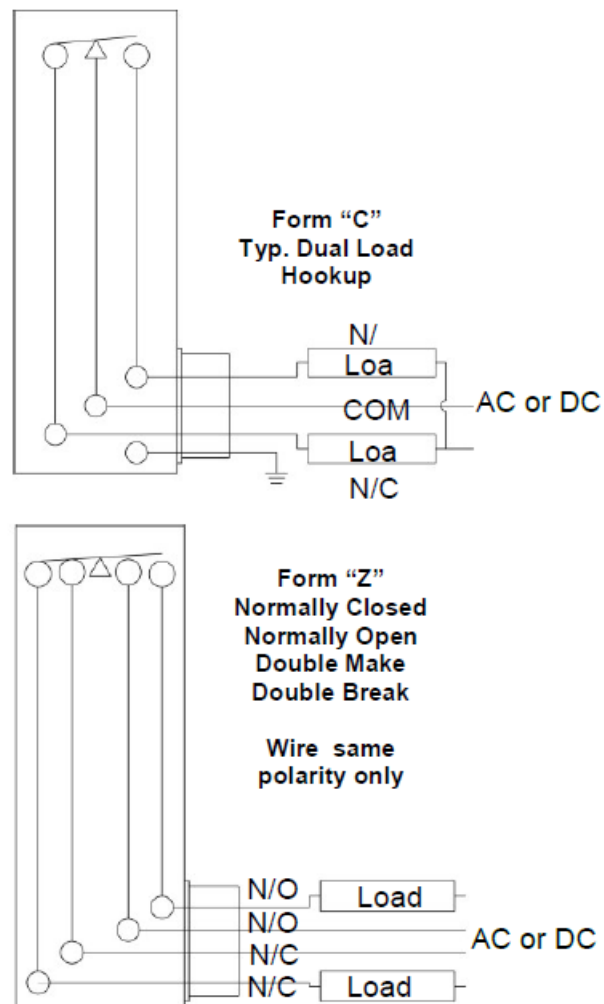 Form “C”
Typ. Dual Load
Hookup
N/
Loa
COM
AC or DC
Loa
N/C
Form “Z”
Normally Closed
Normally Open
Double Make
Double Break
Wire same
polarity only
N/O
Load
N/O
N/C
AC or DC
N/C
Load